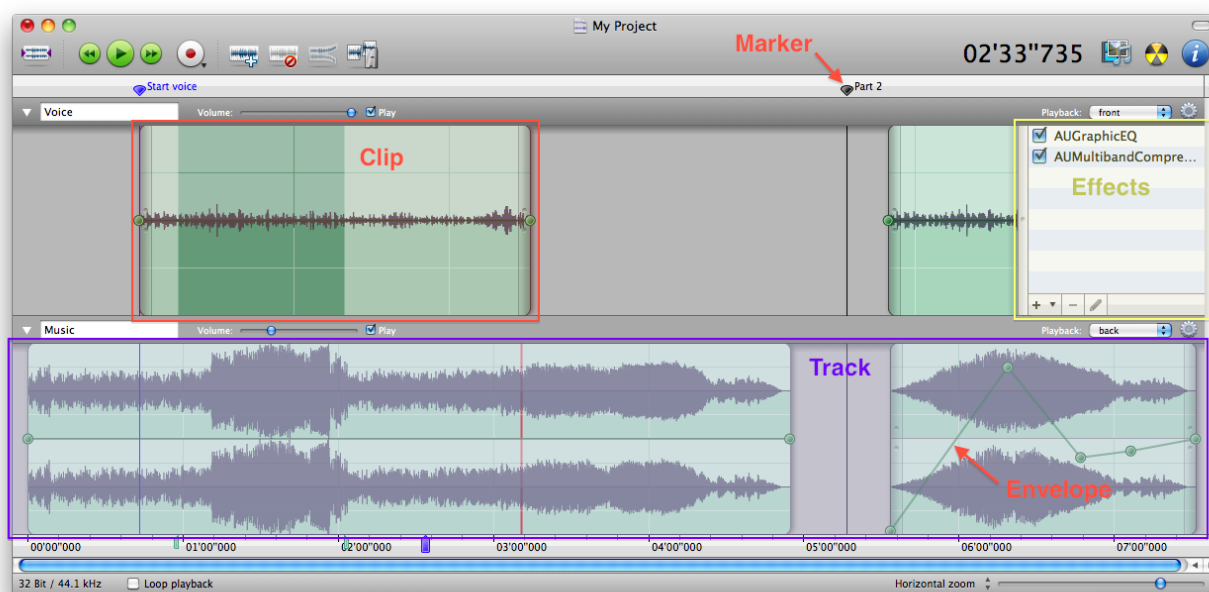 My Project
Marker
02'33"735
Start voice
Part 2
Voice
Volume:
Play
Playback:
front
Clip
AUGraphicEQ
AUMultibandCompre...
Effects
Music
Volume:
Play
Playback:
back
Track
Envelope
00'00"000
01'00"000
02'00"000
03'00"000
04'00"000
05'00"000
06'00"000
07'00"000
32 Bit / 44.1 kHz
Loop playback
Horizontal zoom